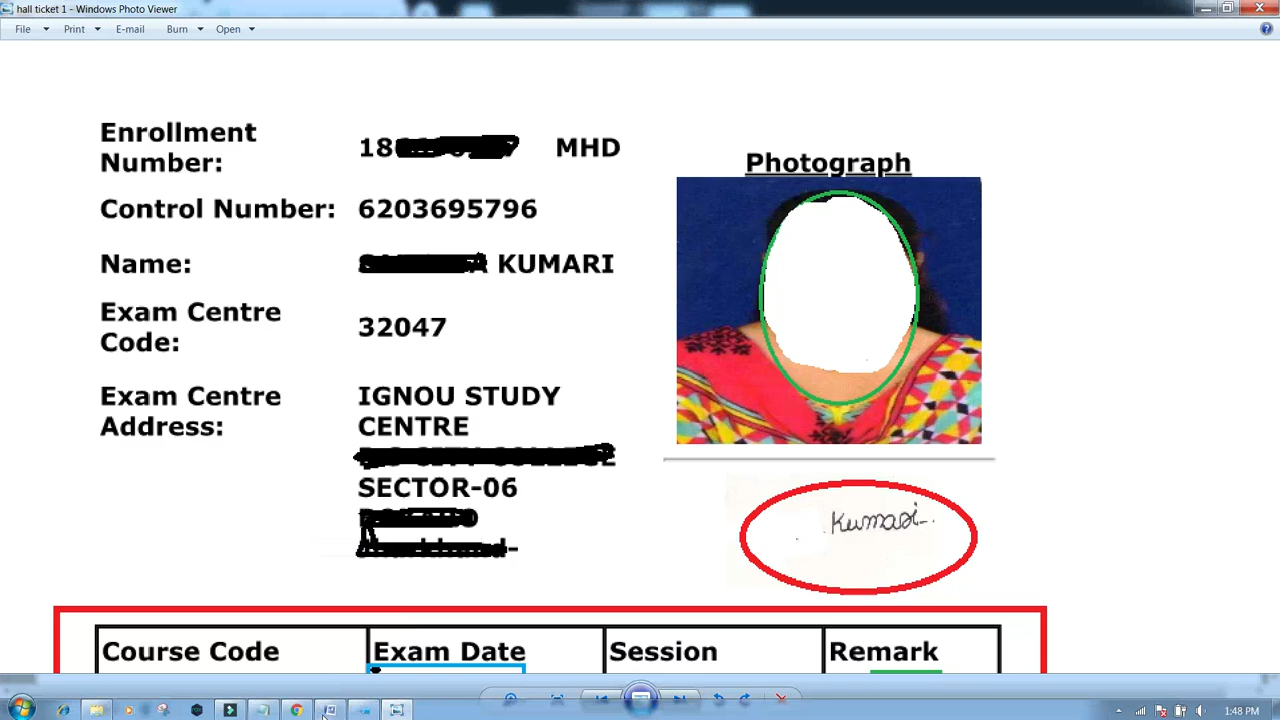 hall ticket 1 - Windows Photo Viewer
File Print E-mail Burn Open
Enrollment
Number:
18 MHD
Control Number: 6203695796
Name: KUMARI
Exam Centre
Code:
32047
Exam Centre
Address:
IGNOU STUDY
CENTRE
SECTOR-06
Photograph
Kumari
Course Code Exam Date Session Remark
1:48 PM